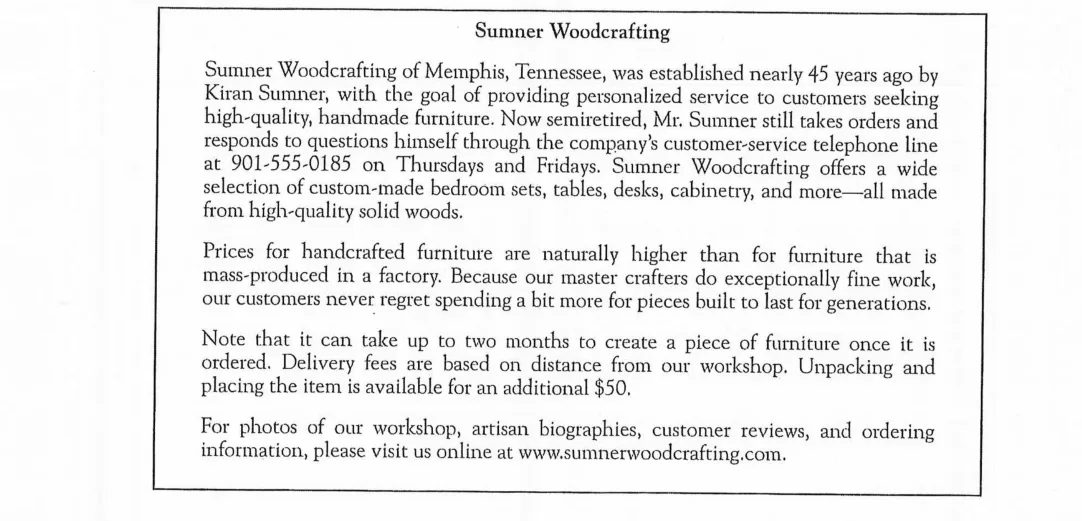 Sumner Woodcrafting
Sumner Woodcrafting of Memphis, Tennessee, was established nearly 45 years ago by
Kiran Sumner, with the goal of providing personalized service to customers seeking
high-quality, handmade furniture. Now semiretired, Mr. Sumner still takes orders and
responds to questions himself through the company's customer-service telephone line
at 901-555-0185 on Thursdays and Fridays. Sumner Woodcrafting offers a wide
selection of custom-made bedroom sets, tables, desks, cabinetry, and more—all made
from high-quality solid woods.
Prices for handcrafted furniture are naturally higher than for furniture that is
mass-produced in a factory. Because our master crafters do exceptionally fine work,
our customers never regret spending a bit more for pieces built to last for generations.
Note that it can take up to two months to create a piece of furniture once it is
ordered. Delivery fees are based on distance from our workshop. Unpacking and
placing the item is available for an additional $50.
For photos of our workshop, artisan biographies, customer reviews, and ordering
information, please visit us online at www.sumnerwoodcrafting.com.